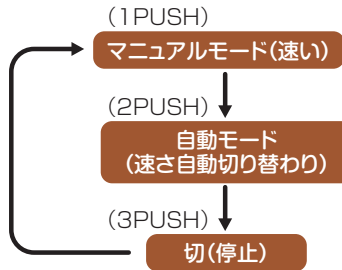 (1PUSH)
マニュアルモード(速い)
(2PUSH)
自動モード
(速さ自動切り替わり)
(3PUSH)
切(停止)